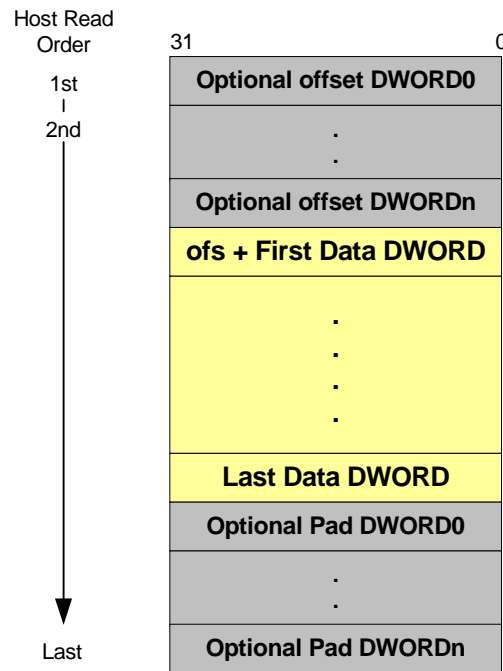 Host Read
Order
31
0
1st
2nd
Optional offset DWORD0
.
.
Optional offset DWORDn
ofs + First Data DWORD
.
.
.
.
Last Data DWORD
Optional Pad DWORD0
.
.
Last
Optional Pad DWORDn